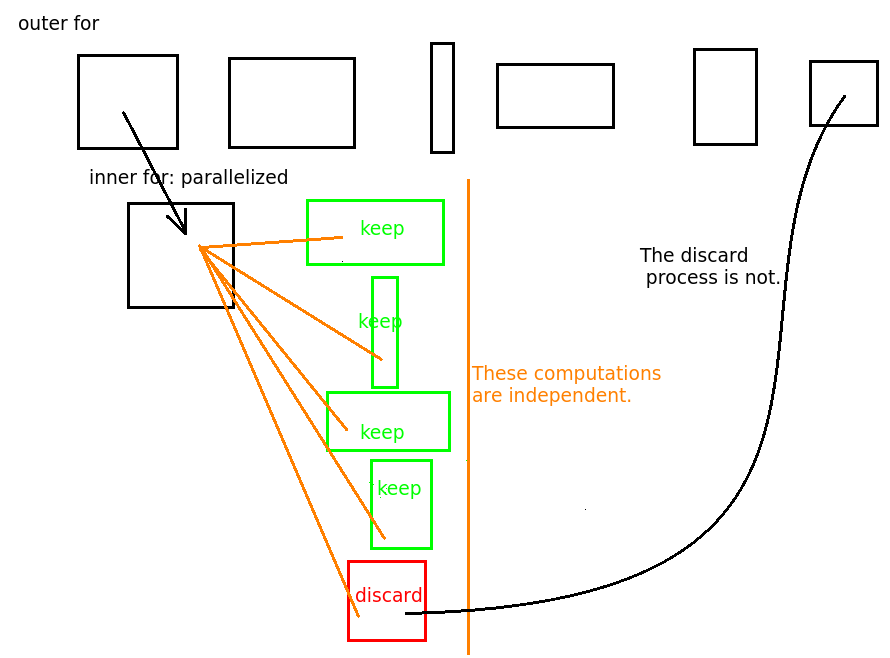 outer for
inner for: parallelized
keep
The discard
process is not.
keep
These computations
are independent.
keep
keep
discard